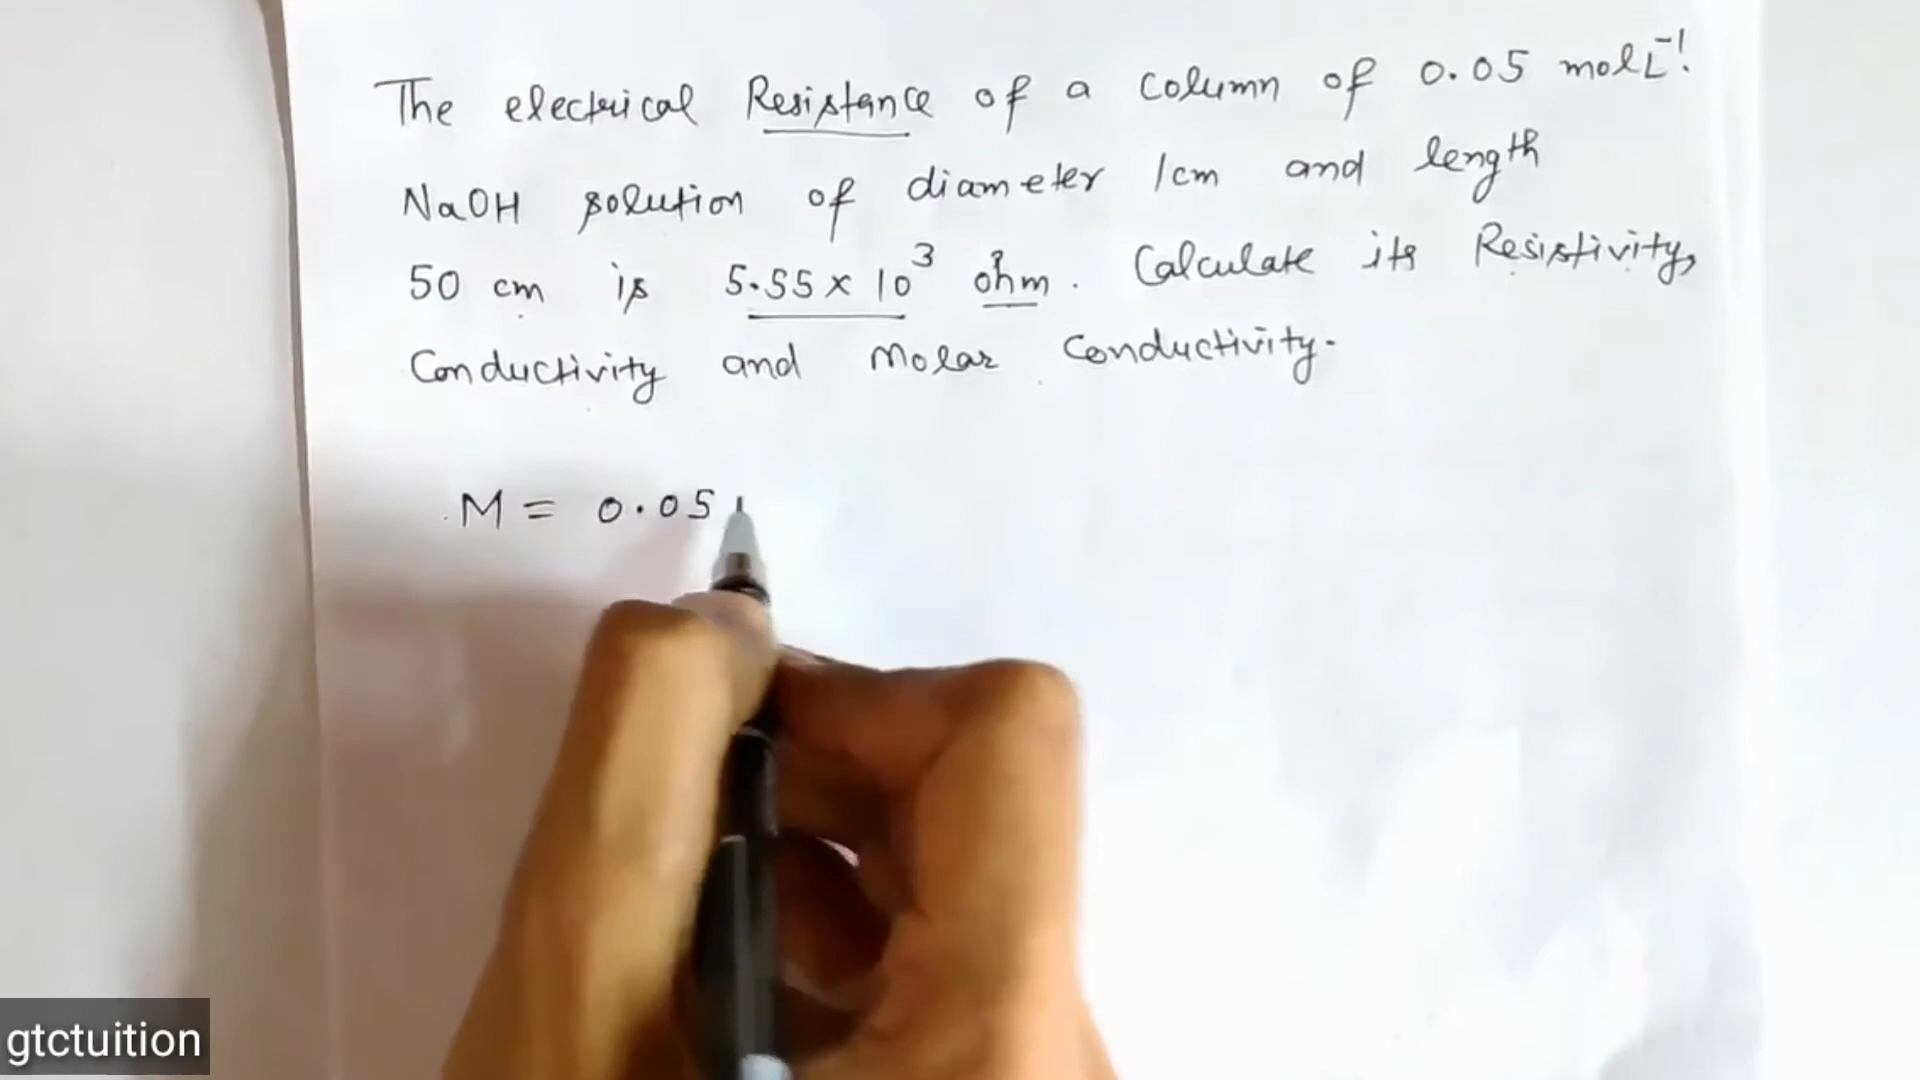 The electrical Resistance of a Column of 0.05 mol L⁻¹
NaOH solution of diameter 1cm and length
50 cm is 5.55 × 10³ ohm. Calculate its Resistivity,
Conductivity and Molar Conductivity.
M = 0.05
gtctuition